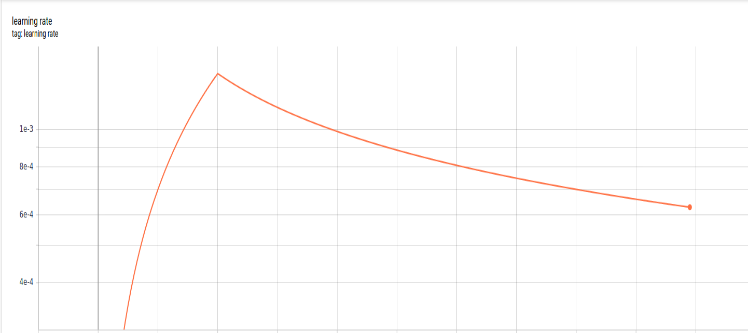 learning rate
tag: learning rate
1e-3
8e-4
6e-4
4e-4